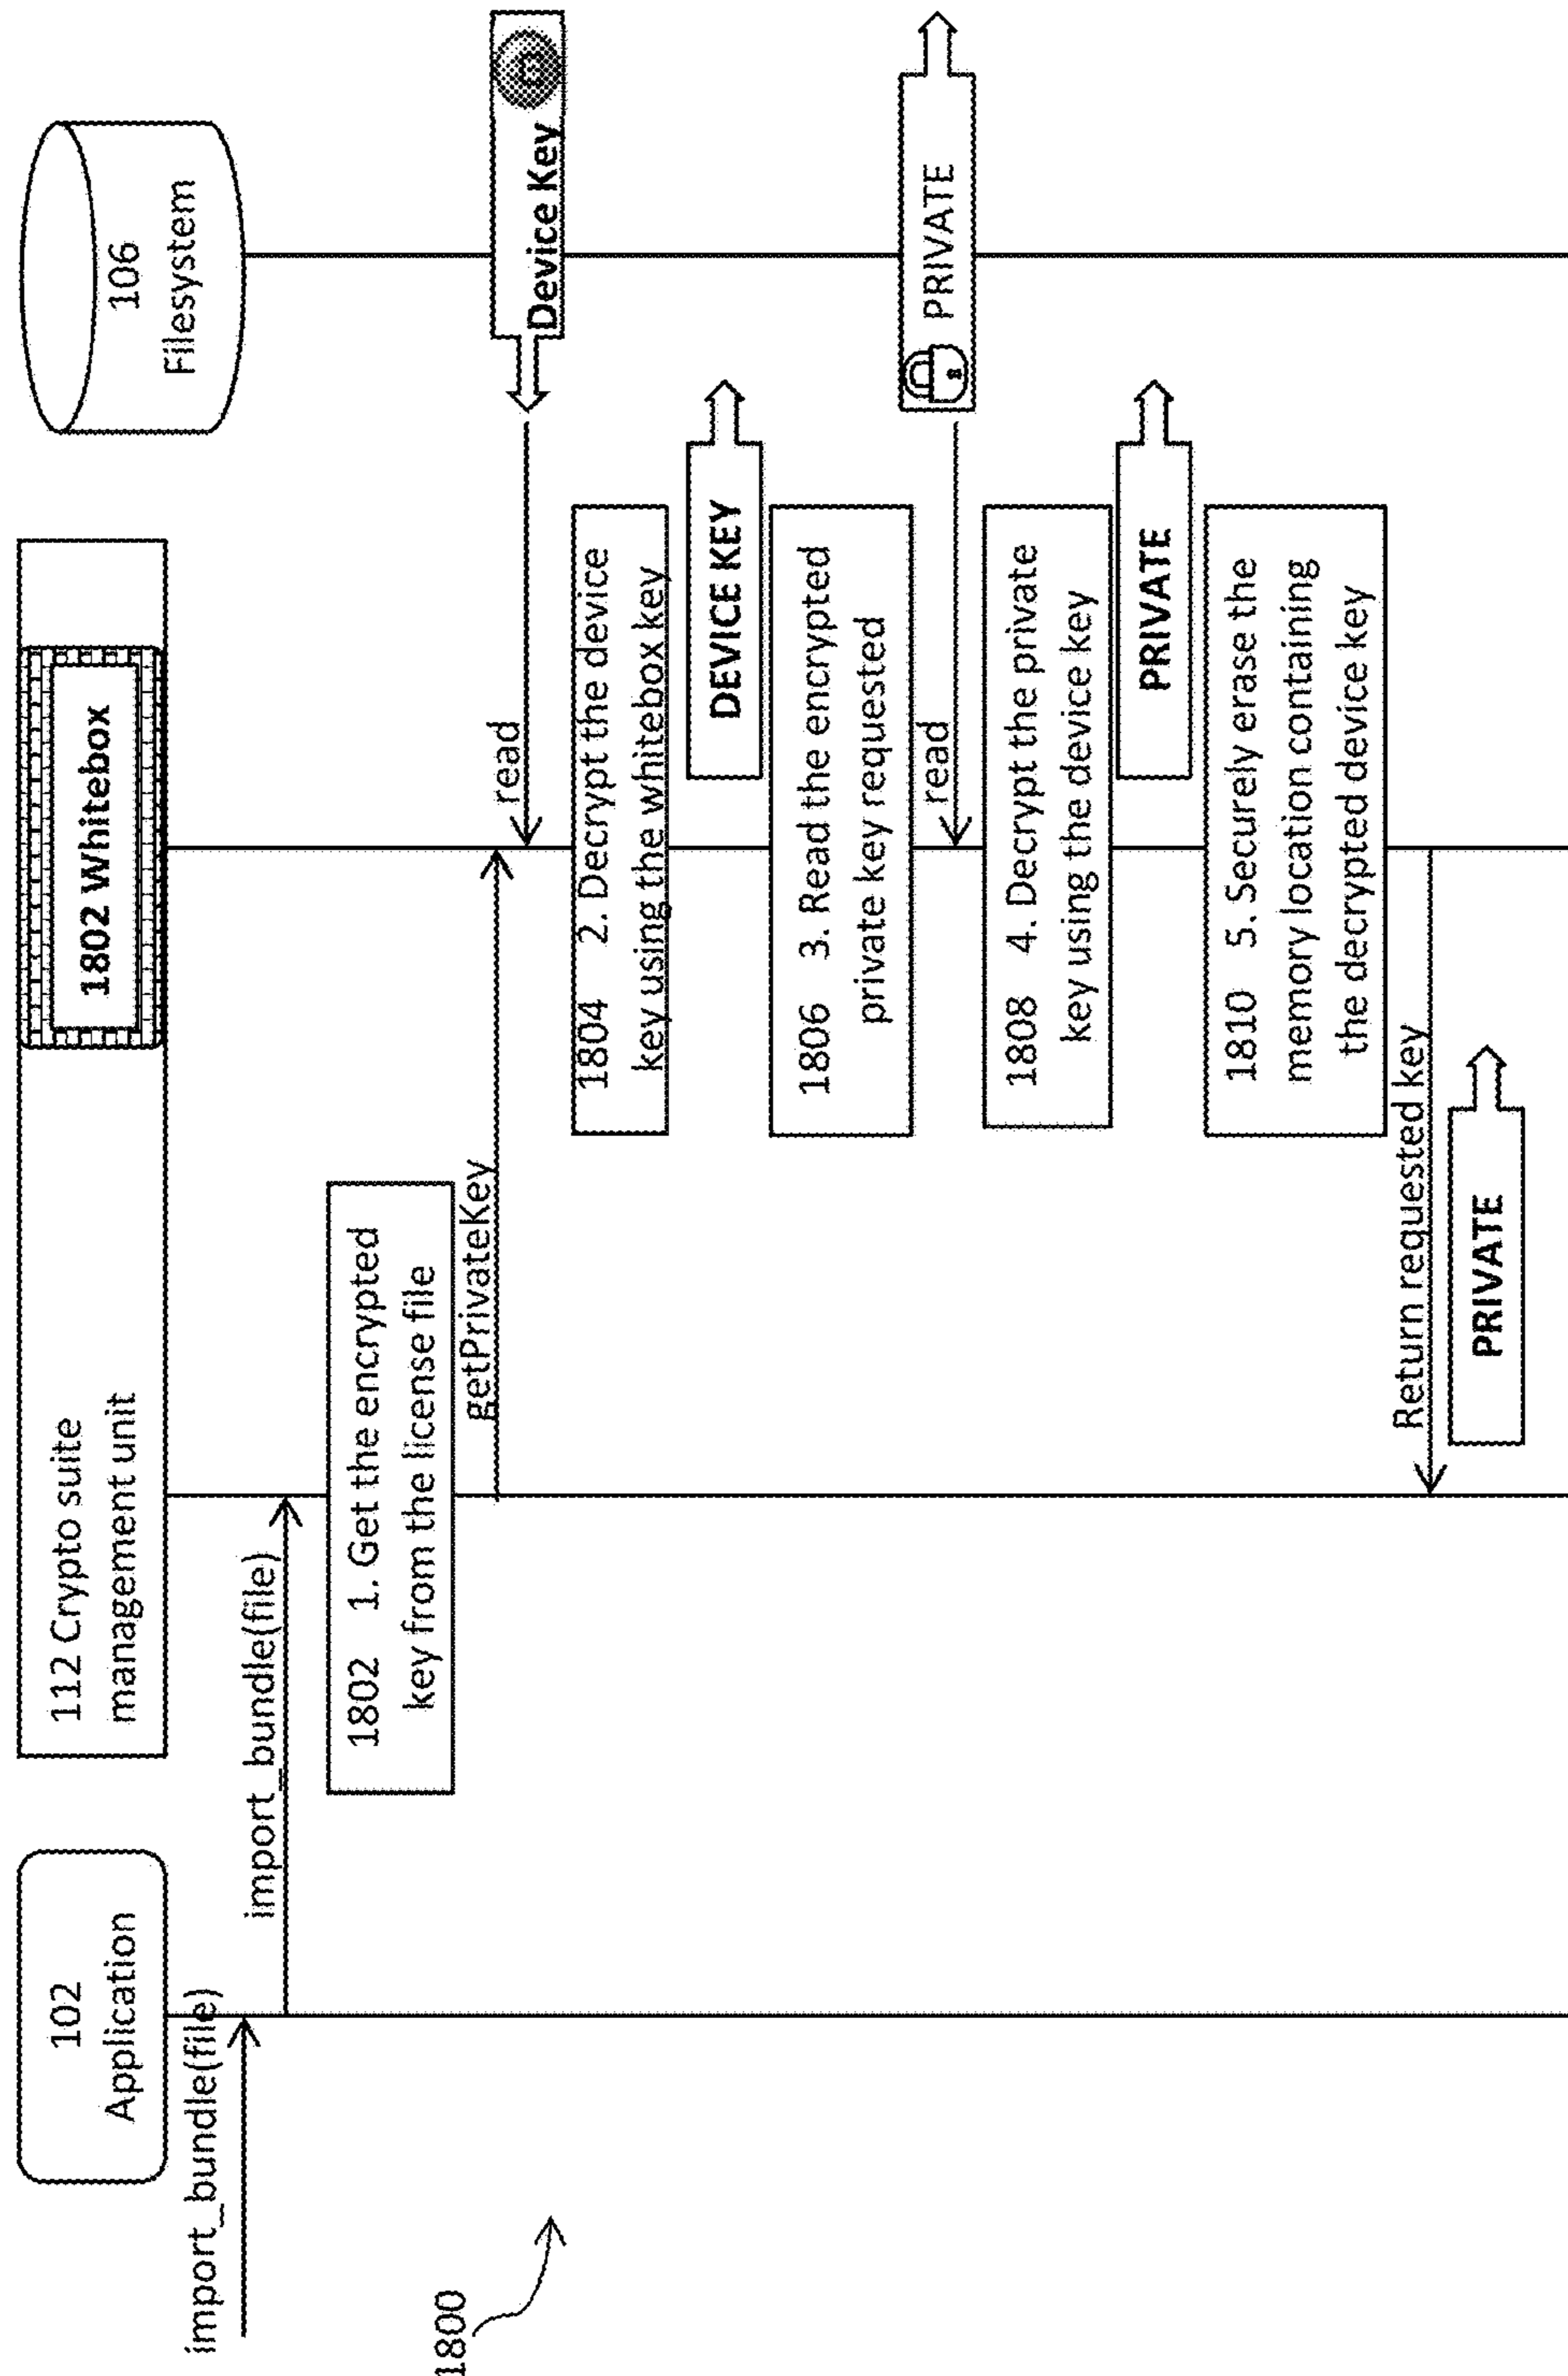 102
Application
112 Crypto suite
management unit
1802 Whitebox
106
Filesystem
import_bundle(file)
import_bundle(file)
1802 1. Get the encrypted
key from the license file
getPrivateKey
read
Device Key
1804 2. Decrypt the device
key using the whitebox key
DEVICE KEY
1806 3. Read the encrypted
private key requested
read
PRIVATE
1808 4. Decrypt the private
key using the device key
PRIVATE
1810 5. Securely erase the
memory location containing
the decrypted device key
Return requested key
PRIVATE
1800